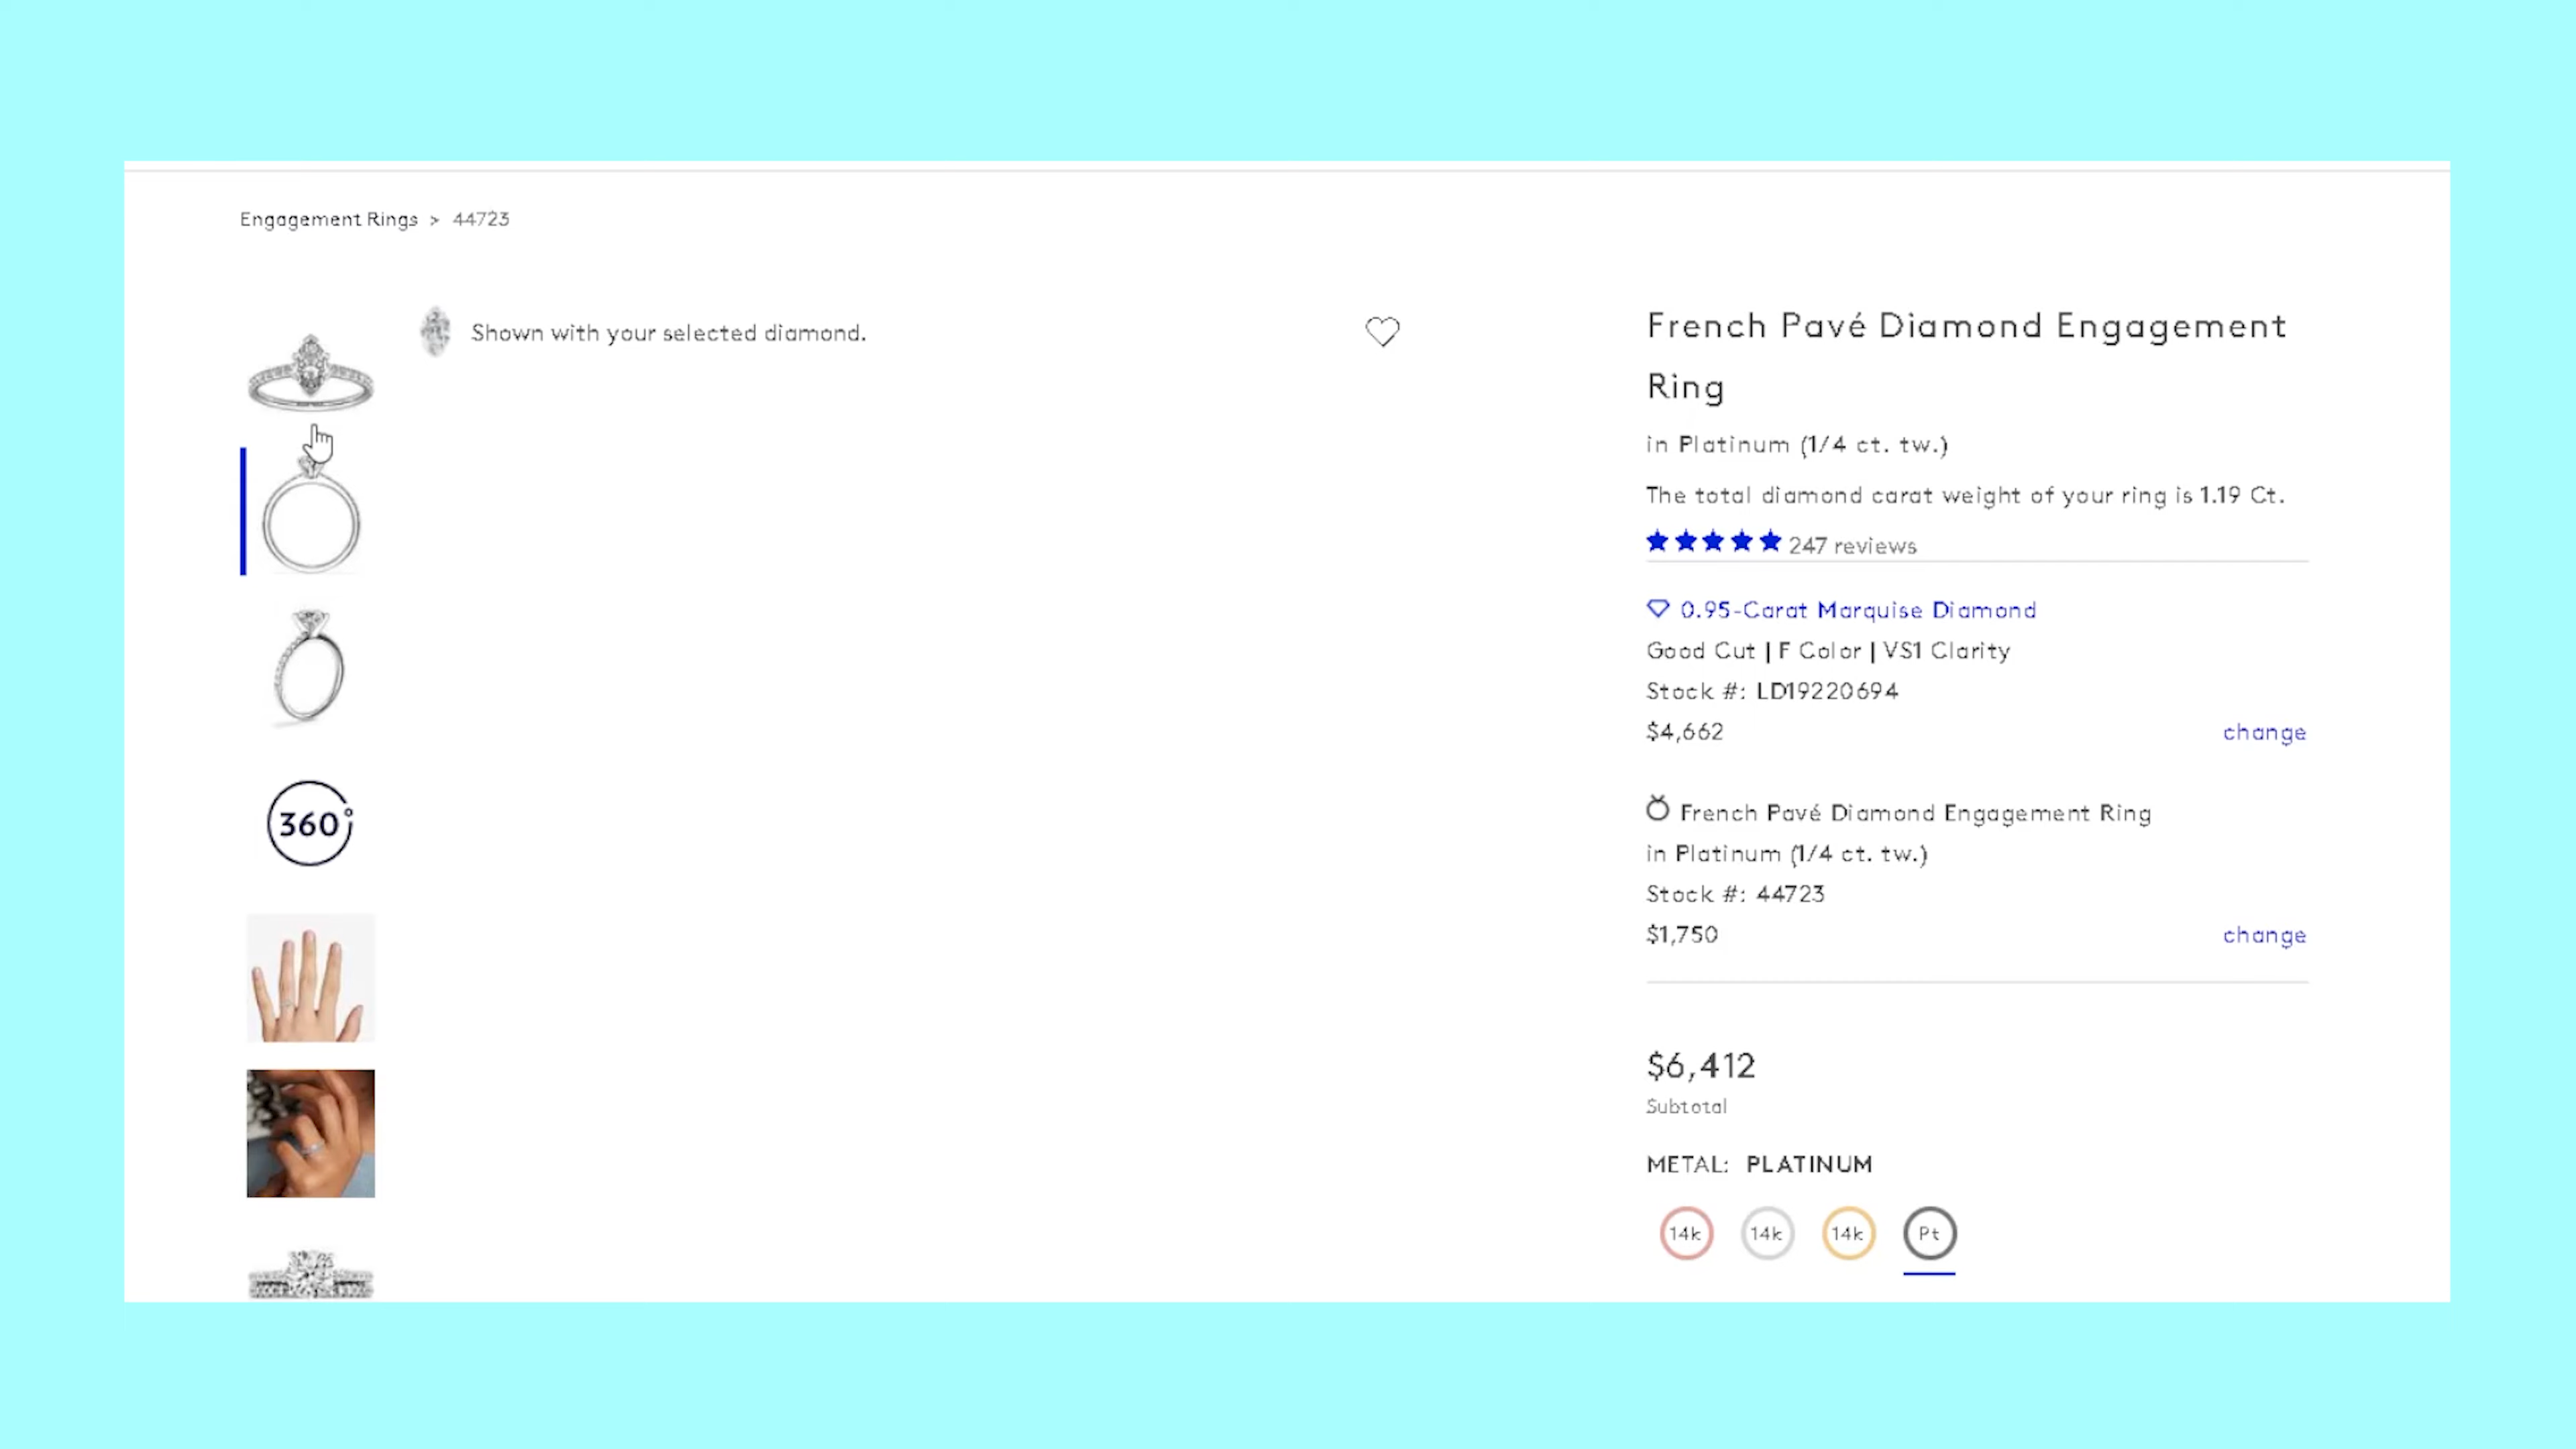 Engagement Rings > 44723
Shown with your selected diamond.
360°
French Pavé Diamond Engagement
Ring
in Platinum (1/4 ct. tw.)
The total diamond carat weight of your ring is 1.19 Ct.
247 reviews
0.95-Carat Marquise Diamond
Good Cut | F Color | VS1 Clarity
Stock #: LD19220694
$4,662 change
French Pavé Diamond Engagement Ring
in Platinum (1/4 ct. tw.)
Stock #: 44723
$1,750 change
$6,412
Subtotal
METAL: PLATINUM
14k 14k 14k Pt